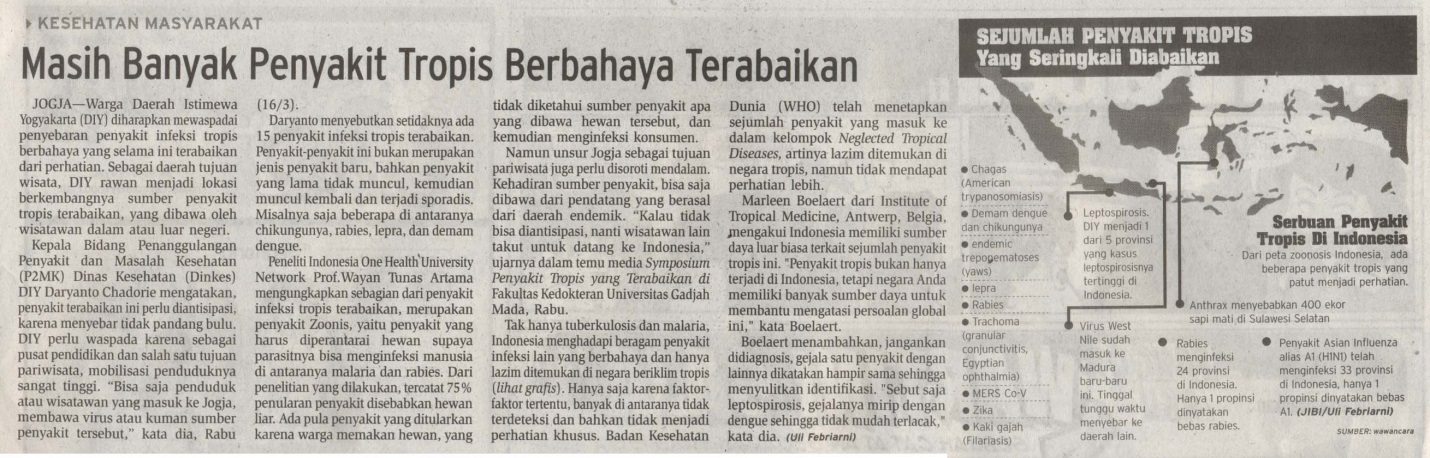 KESEHATAN MASYARAKAT
Masih Banyak Penyakit Tropis Berbahaya Terabaikan
JOGJA—Warga Daerah Istimewa
Yogyakarta (DIY) diharapkan mewaspadai
penyebaran penyakit infeksi tropis
berbahaya yang selama ini terabaikan
dari perhatian. Sebagai daerah tujuan
wisata, DIY rawan menjadi lokasi
berkembangnya sumber penyakit
tropis terabaikan, yang dibawa oleh
wisatawan dalam atau luar negeri.
Kepala Bidang Penanggulangan
Penyakit dan Masalah Kesehatan
(P2MK) Dinas Kesehatan (Dinkes)
DIY Daryanto Chadorie mengatakan,
penyakit terabaikan ini perlu diantisipasi,
karena menyebar tidak pandang bulu.
DIY perlu waspada karena sebagai
pusat pendidikan dan salah satu tujuan
pariwisata, mobilisasi penduduknya
sangat tinggi. "Bisa saja penduduk
atau wisatawan yang masuk ke Jogja,
membawa virus atau kuman sumber
penyakit tersebut," kata dia, Rabu
(16/3).
Daryanto menyebutkan setidaknya ada
15 penyakit infeksi tropis terabaikan.
Penyakit-penyakit ini bukan merupakan
jenis penyakit baru, bahkan penyakit
yang lama tidak muncul, kemudian
muncul kembali dan terjadi sporadis.
Misalnya saja beberapa di antaranya
chikungunya, rabies, lepra, dan demam
dengue.
Peneliti Indonesia One Health University
Network Prof.Wayan Tunas Artama
mengungkapkan sebagian dari penyakit
infeksi tropis terabaikan, merupakan
penyakit Zoonis, yaitu penyakit yang
harus diperantarai hewan supaya
parasitnya bisa menginfeksi manusia
di antaranya malaria dan rabies. Dari
penelitian yang dilakukan, tercatat 75%
penularan penyakit disebabkan hewan
liar. Ada pula penyakit yang ditularkan
karena warga memakan hewan, yang
tidak diketahui sumber penyakit apa
yang dibawa hewan tersebut, dan
kemudian menginfeksi konsumen.
Namun unsur Jogja sebagai tujuan
pariwisata juga perlu disoroti mendalam.
Kehadiran sumber penyakit, bisa saja
dibawa dari pendatang yang berasal
dari daerah endemik. "Kalau tidak
bisa diantisipasi, nanti wisatawan lain
takut untuk datang ke Indonesia,"
ujarnya dalam temu media Symposium
Penyakit Tropis yang Terabaikan di
Fakultas Kedokteran Universitas Gadjah
Mada, Rabu.
Tak hanya tuberkulosis dan malaria,
Indonesia menghadapi beragam penyakit
infeksi lain yang berbahaya dan hanya
lazim ditemukan di negara beriklim tropis
(lihat grafis). Hanya saja karena faktor-
faktor tertentu, banyak di antaranya tidak
terdeteksi dan bahkan tidak menjadi
perhatian khusus. Badan Kesehatan
Dunia (WHO) telah menetapkan
sejumlah penyakit yang masuk ke
dalam kelompok Neglected Tropical
Diseases, artinya lazim ditemukan di
negara tropis, namun tidak mendapat
perhatian lebih.
Marleen Boelaert dari Institute of
Tropical Medicine, Antwerp, Belgia,
mengakui Indonesia memiliki sumber
daya luar biasa terkait sejumlah penyakit
tropis ini. "Penyakit tropis bukan hanya
terjadi di Indonesia, tetapi negara Anda
memiliki banyak sumber daya untuk
membantu mengatasi persoalan global
ini," kata Boelaert.
Boelaert menambahkan, jangankan
didiagnosis, gejala satu penyakit dengan
lainnya dikatakan hampir sama sehingga
menyulitkan identifikasi. "Sebut saja
leptospirosis, gejalanya mirip dengan
dengue sehingga tidak mudah terlacak,"
kata dia. (Uli Febriarni)
SEJUMLAH PENYAKIT TROPIS
Yang Seringkali Diabaikan
• Chagas
(American
trypanosomiasis)
• Demam dengue
dan chikungunya
• endemic
trepopematoses
(yaws)
• lepra
• Rabies
• Trachoma
(granular
conjunctivitis,
Egyptian
ophthalmia)
• MERS Co-V
• Zika
• Kaki gajah
(Filariasis)
Leptospirosis.
DIY menjadi 1
dari 5 provinsi
yang kasus
leptospirosisnya
tertinggi di
Indonesia.
Virus West
Nile sudah
masuk ke
Madura
baru-baru
ini. Tinggal
tunggu waktu
menyebar ke
daerah lain.
Serbuan Penyakit
Tropis Di Indonesia
Dari peta zoonosis Indonesia, ada
beberapa penyakit tropis yang
patut menjadi perhatian.
Anthrax menyebabkan 400 ekor
sapi mati di Sulawesi Selatan
• Rabies
menginfeksi
24 provinsi
di Indonesia.
Hanya 1 propinsi
dinyatakan
bebas rabies.
• Penyakit Asian Influenza
alias A1 (HINI) telah
menginfeksi 33 provinsi
di Indonesia, hanya 1
propinsi dinyatakan bebas
A1. (JIBI/Uli Febriarni)
SUMBER: wawancara